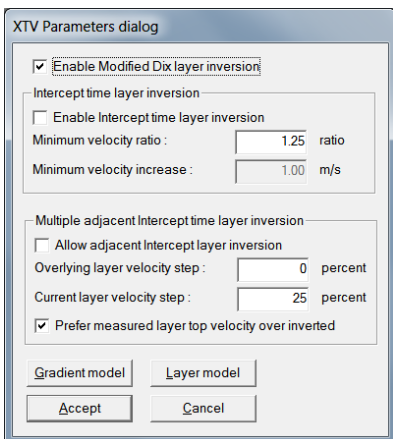 XTV Parameters dialog
Enable Modified Dix layer inversion
Intercept time layer inversion
Enable Intercept time layer inversion
Minimum velocity ratio : 1.25 ratio
Minimum velocity increase : 1.00 m/s
Multiple adjacent Intercept time layer inversion
Allow adjacent Intercept layer inversion
Overlying layer velocity step : 0 percent
Current layer velocity step : 25 percent
Prefer measured layer top velocity over inverted
Gradient model Layer model
Accept Cancel